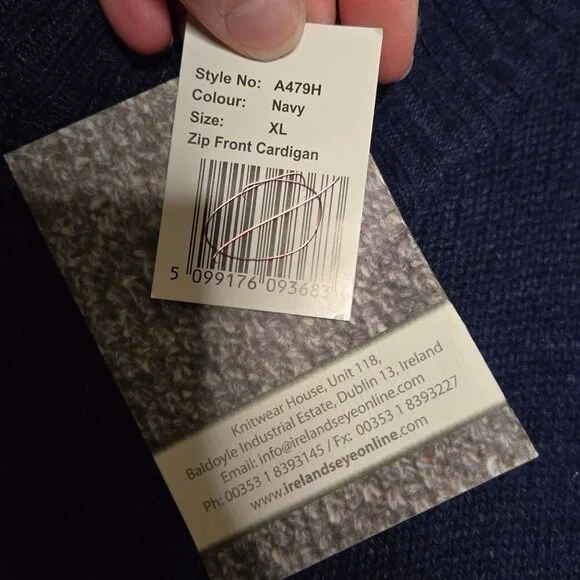 Style No: A479H
Colour: Navy
Size: XL
Zip Front Cardigan
5 099176 093683
Knitwear House, Unit 118,
Baldoyle Industrial Estate, Dublin 13, Ireland
Email: info@irelandseyeonline.com
Ph: 00353 1 8393145 / Fx: 00353 1 8393227
www.irelandseyeonline.com